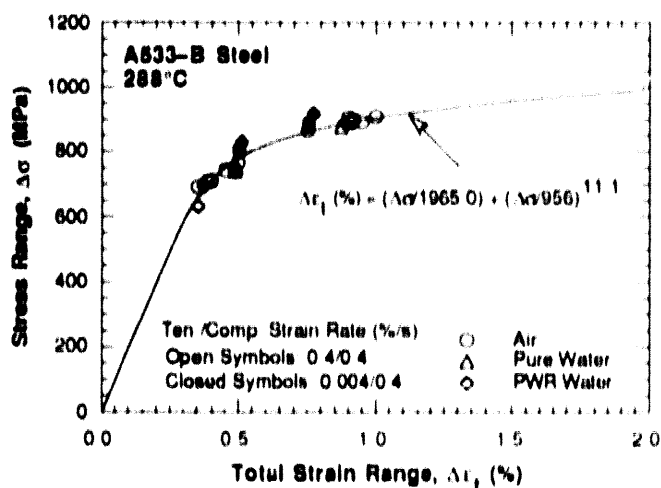 A533-B Steel
288°C
1200
1000
800
600
400
200
0
Stress Range, Δσ (MPa)
Δε_t (%) = (Δσ/1965.0) + (Δσ/956)^11.1
Ten /Comp. Strain Rate (%/s)
Open Symbols 0.4/0.4
Closed Symbols 0.004/0.4
Air
Pure Water
PWR Water
0.0 0.5 1.0 1.5 2.0
Total Strain Range, Δε_t (%)